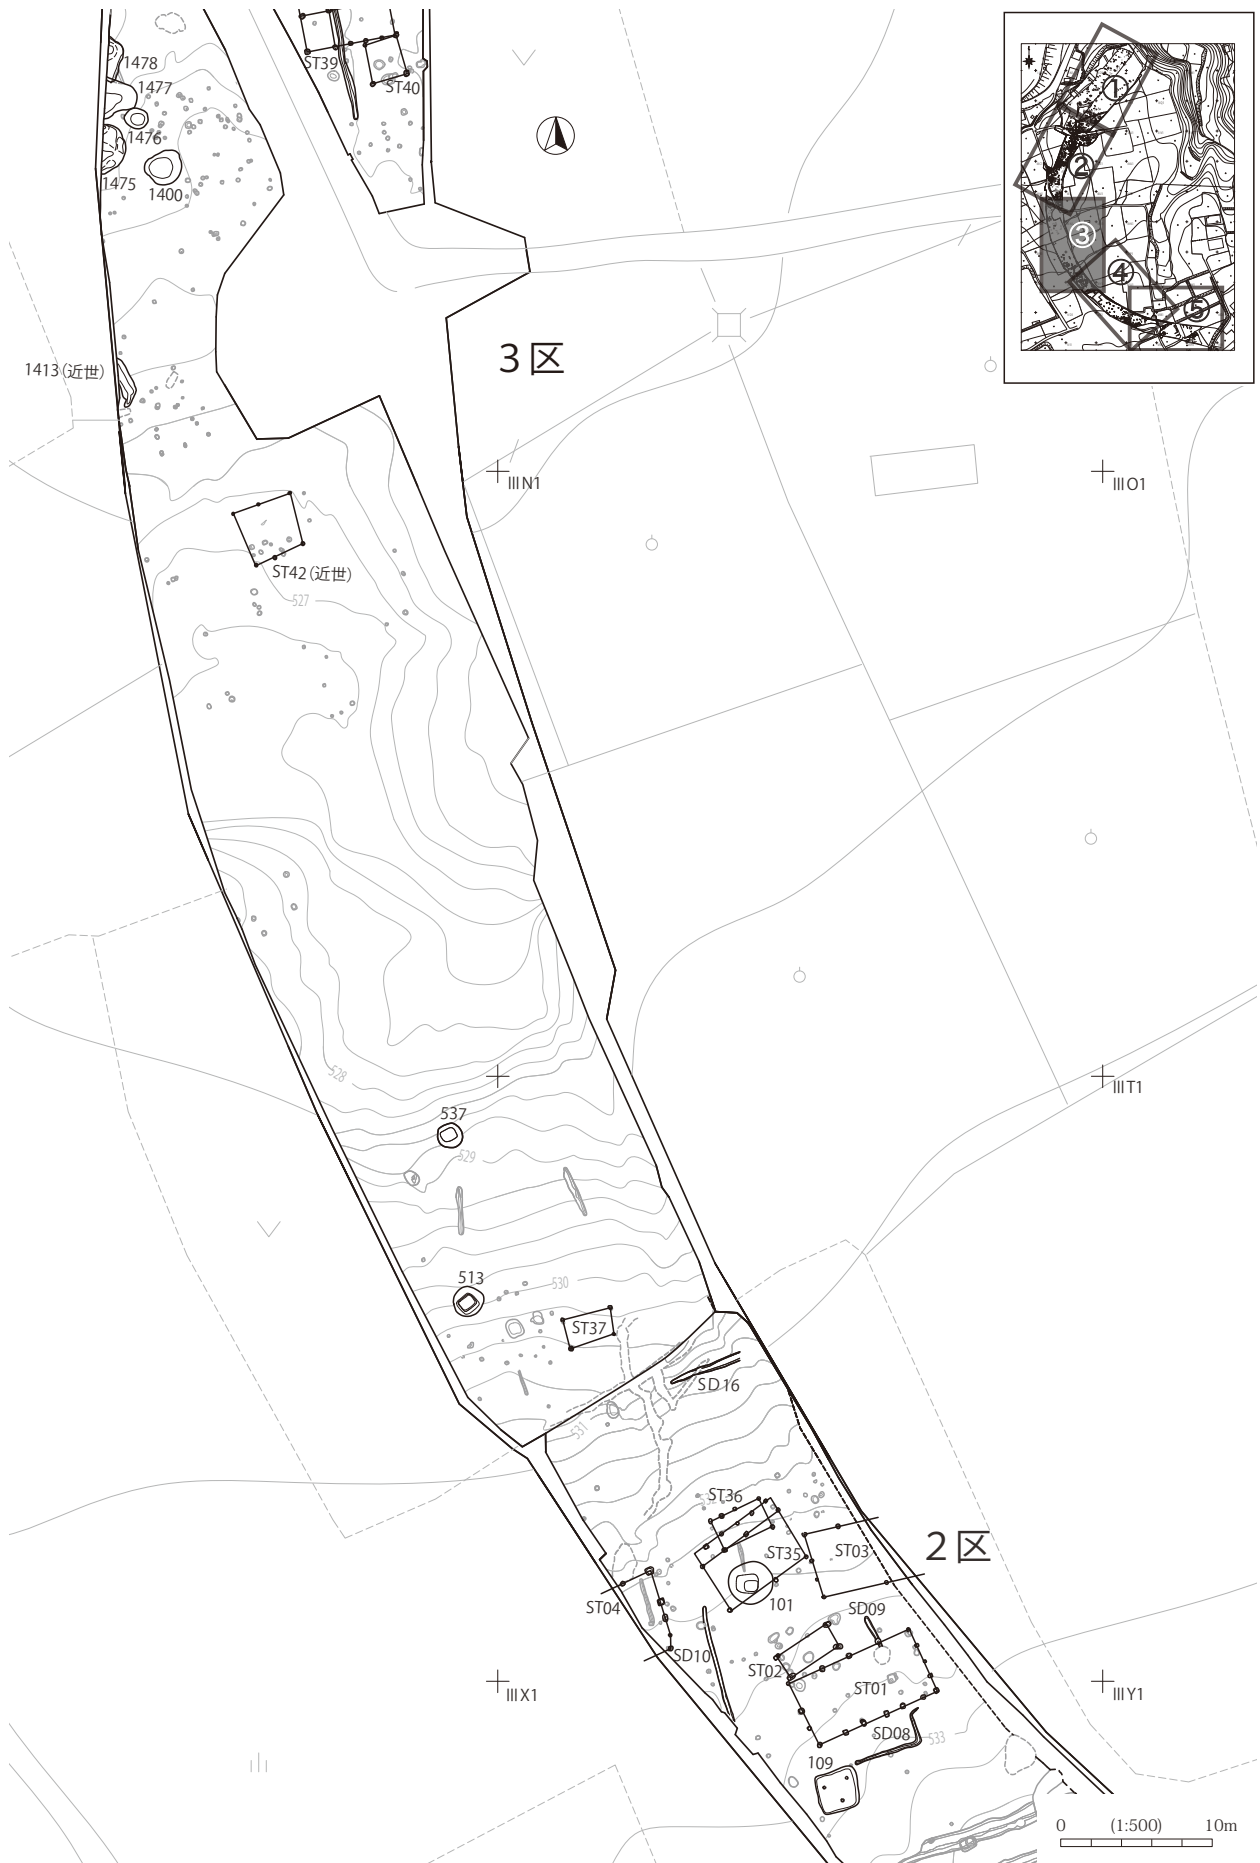 ST39
ST40
1478
1477
1476
1475
1400
①
②
③
④
⑤
3区
1413(近世)
IIIN1
IIIO1
ST42(近世)
527
528
IIIT1
537
529
513
530
ST37
SD16
531
ST36
2区
ST35
ST03
101
ST04
SD09
SD10
ST02
ST01
IIIX1
IIIY1
SD08
533
109
0 (1:500) 10m